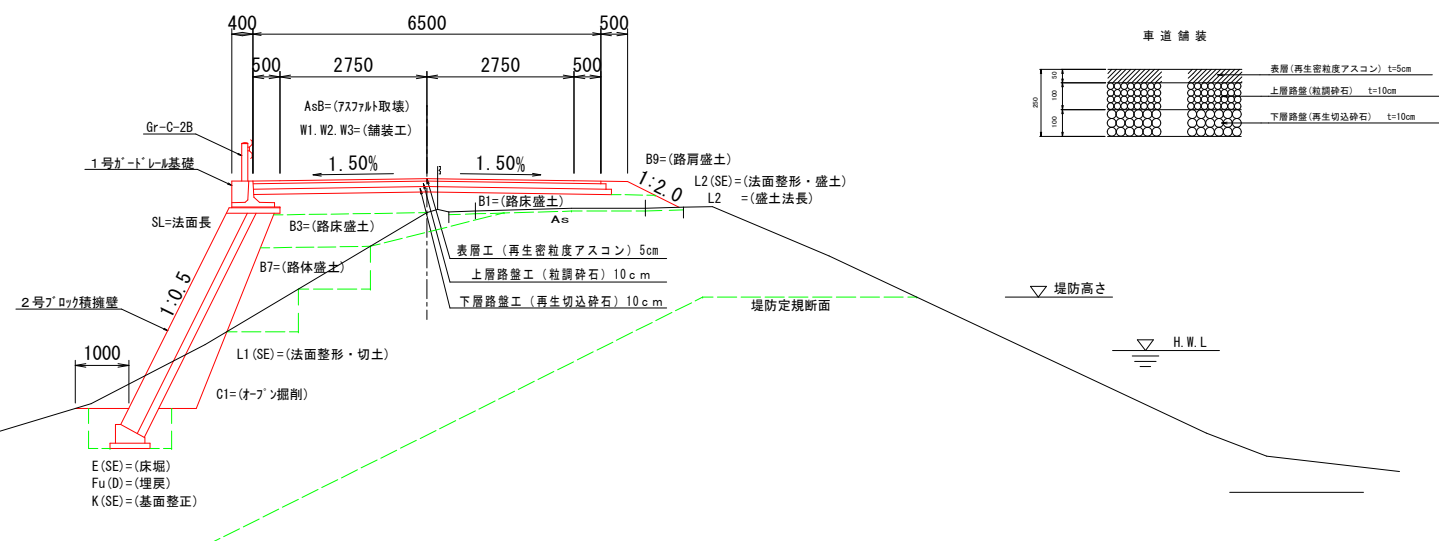 400
6500
500
500
2750
2750
500
AsB=(アスファルト取壊)
W1.W2.W3=(舗装工)
Gr-C-2B
1号ガードレール基礎
1.50%
1.50%
B9=(路肩盛土)
1:2.0
L2(SE)=(法面整形・盛土)
L2 =(盛土法長)
SL=法面長
B3=(路床盛土)
B1=(路床盛土)
As
B7=(路体盛土)
表層工(再生密粒度アスコン)5cm
上層路盤工(粒調砕石)10cm
下層路盤工(再生切込砕石)10cm
1:0.5
2号ブロック積擁壁
1000
L1(SE)=(法面整形・切土)
C1=(オープン掘削)
E(SE)=(床堀)
Fu(D)=(埋戻)
K(SE)=(基面整正)
堤防定規断面
堤防高さ
H.W.L
車道舗装
250
50
100
100
表層(再生密粒度アスコン) t=5cm
上層路盤(粒調砕石) t=10cm
下層路盤(再生切込砕石) t=10cm